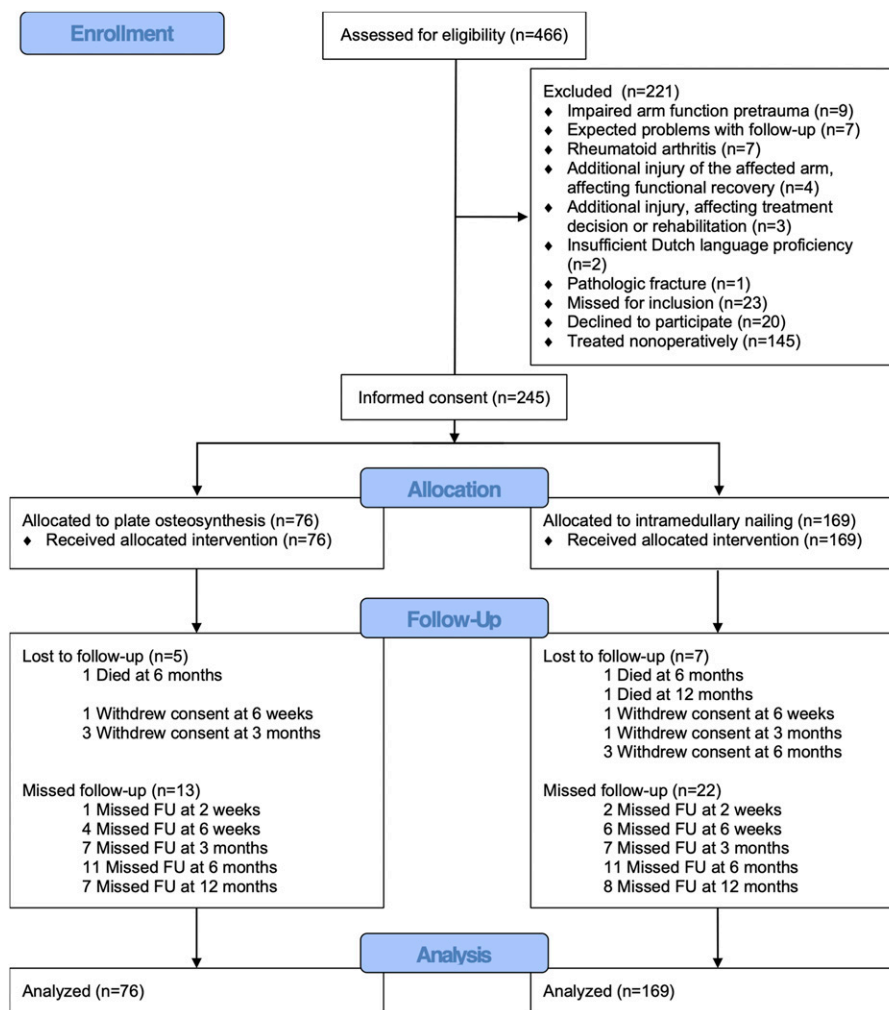 Enrollment
Assessed for eligibility (n=466)
Excluded (n=221)
♦ Impaired arm function pretrauma (n=9)
♦ Expected problems with follow-up (n=7)
♦ Rheumatoid arthritis (n=7)
♦ Additional injury of the affected arm,
affecting functional recovery (n=4)
♦ Additional injury, affecting treatment
decision or rehabilitation (n=3)
♦ Insufficient Dutch language proficiency
(n=2)
♦ Pathologic fracture (n=1)
♦ Missed for inclusion (n=23)
♦ Declined to participate (n=20)
♦ Treated nonoperatively (n=145)
Informed consent (n=245)
Allocation
Allocated to plate osteosynthesis (n=76)
♦ Received allocated intervention (n=76)
Allocated to intramedullary nailing (n=169)
♦ Received allocated intervention (n=169)
Follow-Up
Lost to follow-up (n=5)
1 Died at 6 months
1 Withdrew consent at 6 weeks
3 Withdrew consent at 3 months
Missed follow-up (n=13)
1 Missed FU at 2 weeks
4 Missed FU at 6 weeks
7 Missed FU at 3 months
11 Missed FU at 6 months
7 Missed FU at 12 months
Lost to follow-up (n=7)
1 Died at 6 months
1 Died at 12 months
1 Withdrew consent at 6 weeks
1 Withdrew consent at 3 months
3 Withdrew consent at 6 months
Missed follow-up (n=22)
2 Missed FU at 2 weeks
6 Missed FU at 6 weeks
7 Missed FU at 3 months
11 Missed FU at 6 months
8 Missed FU at 12 months
Analysis
Analyzed (n=76)
Analyzed (n=169)